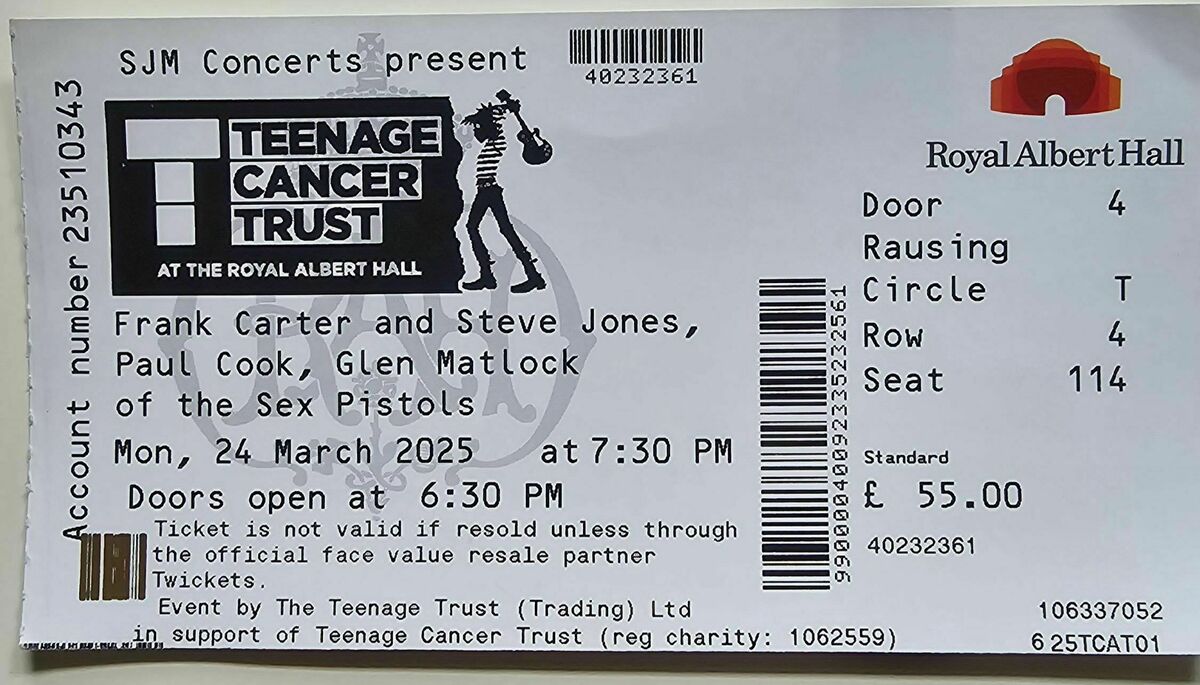 SJM Concerts present
40232361
Account number 23510343
TEENAGE
CANCER
TRUST
AT THE ROYAL ALBERT HALL
Royal Albert Hall
Door 4
Rausing
Circle T
Row 4
Seat 114
Frank Carter and Steve Jones,
Paul Cook, Glen Matlock
of the Sex Pistols
Mon, 24 March 2025 at 7:30 PM
Doors open at 6:30 PM
Standard
£ 55.00
40232361
Ticket is not valid if resold unless through
the official face value resale partner
Twickets.
Event by The Teenage Trust (Trading) Ltd
in support of Teenage Cancer Trust (reg charity: 1062559)
106337052
6 25TCAT01